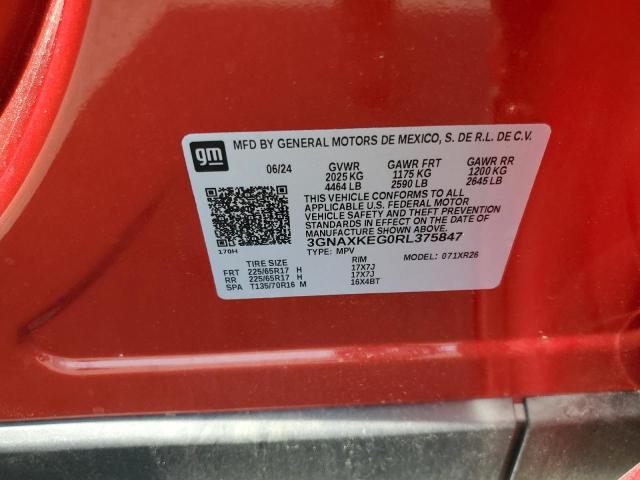 gm
MFD BY GENERAL MOTORS DE MEXICO, S. DE R.L. DE C.V.
06/24 GVWR GAWR FRT GAWR RR
2025 KG 1175 KG 1200 KG
4464 LB 2590 LB 2645 LB
THIS VEHICLE CONFORMS TO ALL
APPLICABLE U.S. FEDERAL MOTOR
VEHICLE SAFETY AND THEFT PREVENTION
STANDARDS IN EFFECT ON THE DATE OF
MANUFACTURE SHOWN ABOVE.
3GNAXKEG0RL375847
170H
TYPE: MPV MODEL: 071XR26
TIRE SIZE RIM
FRT 225/65R17 H 17X7J
RR 225/65R17 H 17X7J
SPA T135/70R16 M 16X4BT